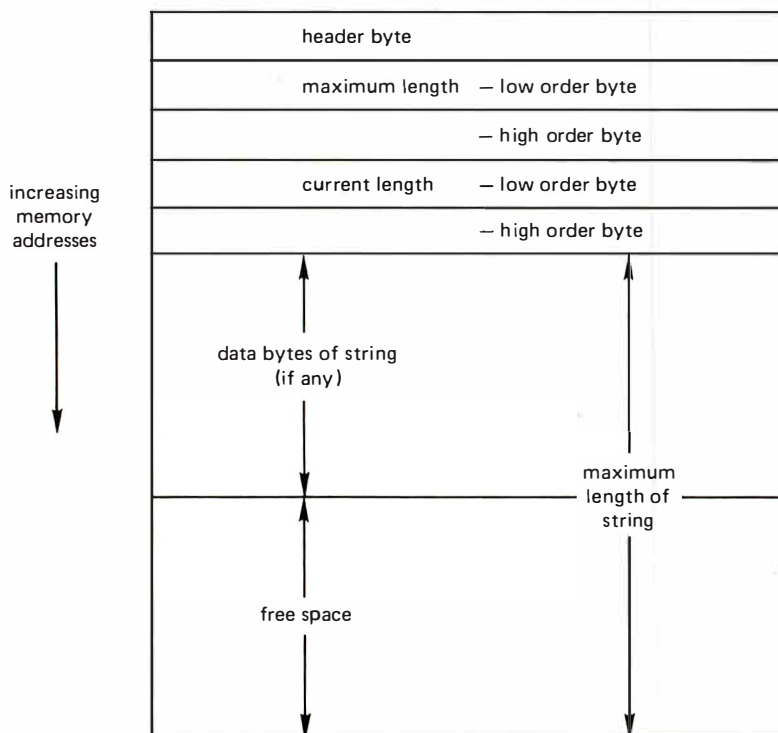 header byte
maximum length – low order byte
– high order byte
current length – low order byte
– high order byte
increasing
memory
addresses
data bytes of string
(if any)
maximum
length of
string
free space